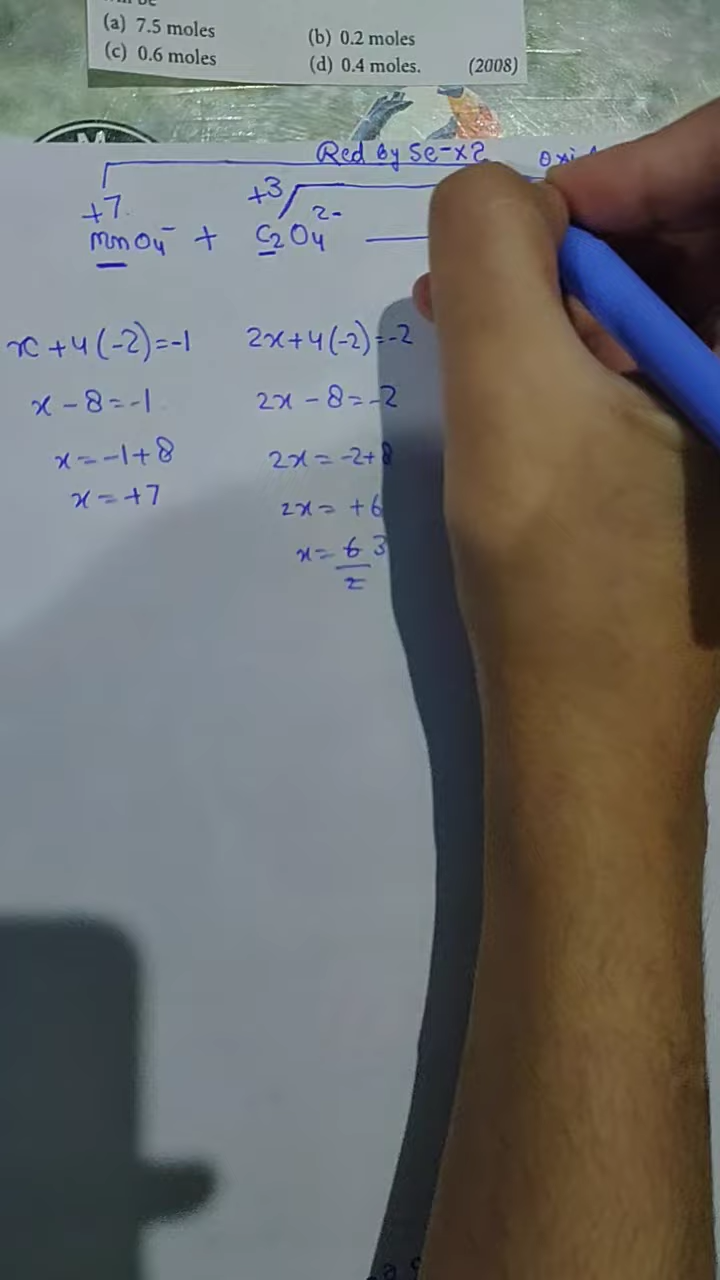 (a) 7.5 moles (b) 0.2 moles
(c) 0.6 moles (d) 0.4 moles. (2008)
Red by 5e-x2
+7 +3
MnO4- + C2O4 2-
x+4(-2)=-1 2x+4(-2)=-2
x-8=-1 2x-8=-2
x=-1+8 2x=-2+8
x=+7 2x=+6
x=6 3
2